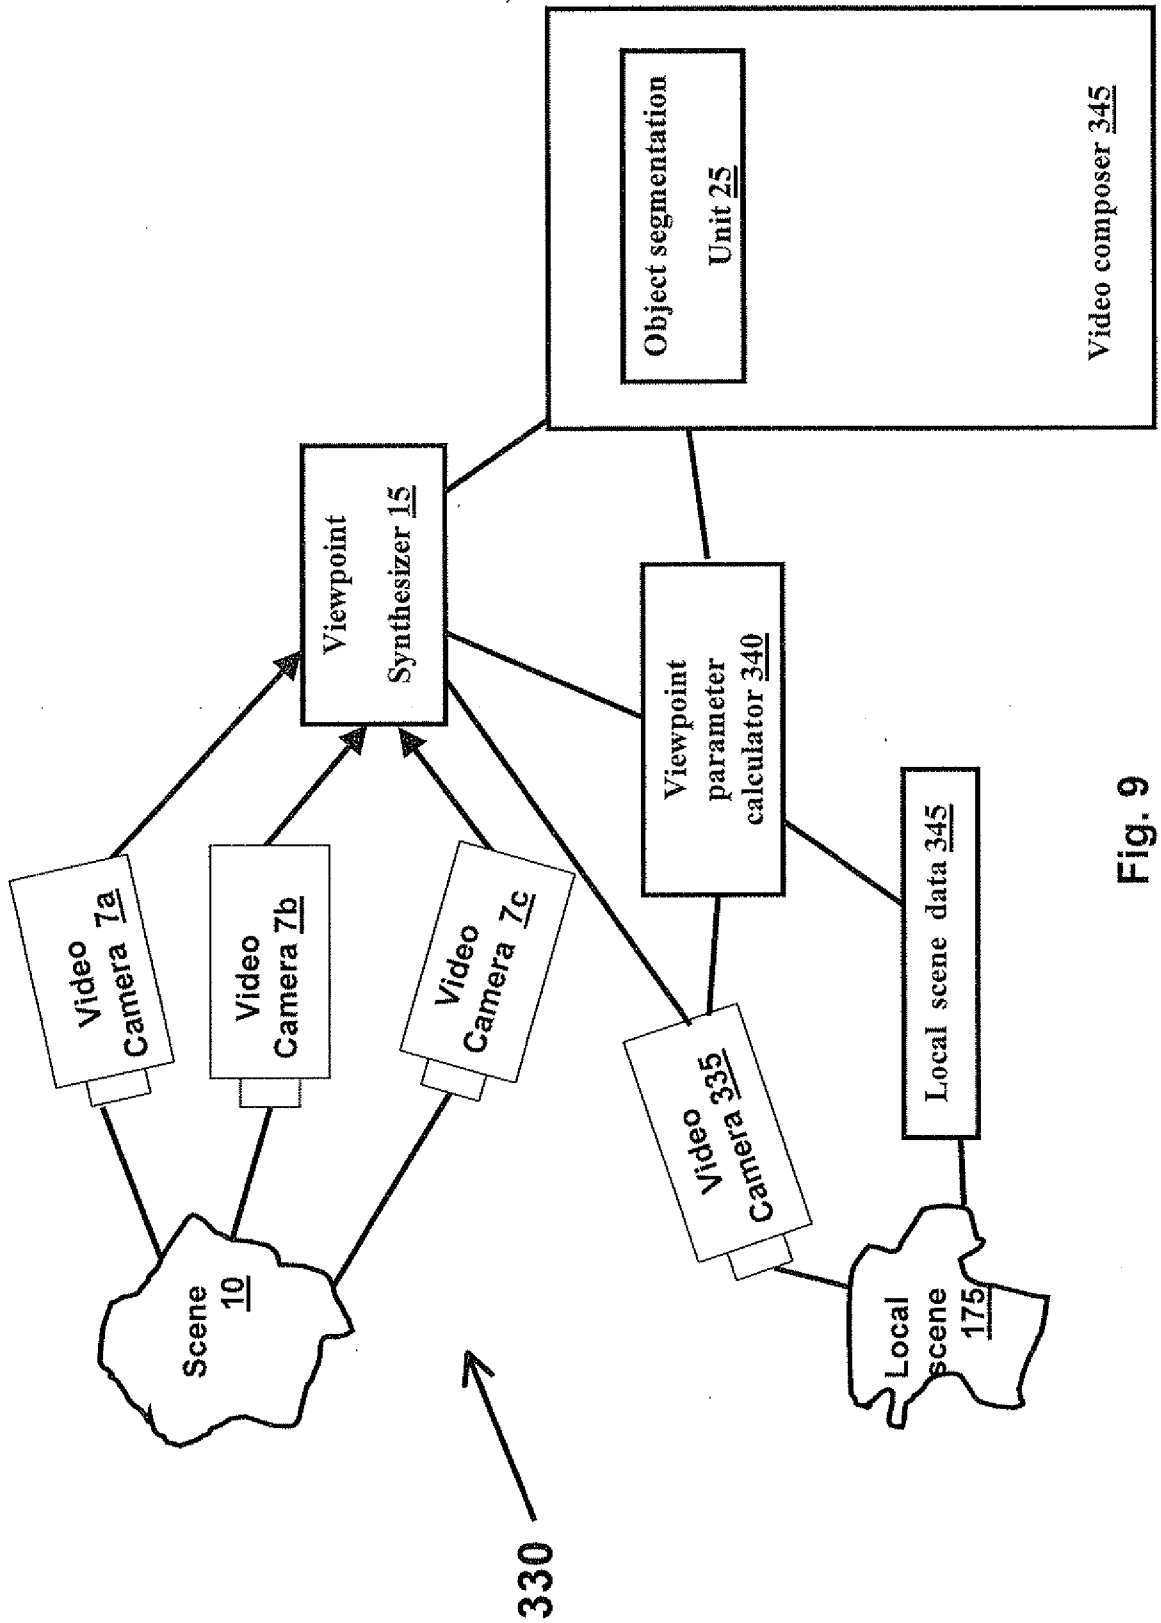 Scene
10
Video
Camera 7a
Video
Camera 7b
Video
Camera 7c
Viewpoint
Synthesizer 15
Object segmentation
Unit 25
Video composer 345
Viewpoint
parameter
calculator 340
Video
Camera 335
Local
scene
175
Local scene data 345
330
Fig. 9